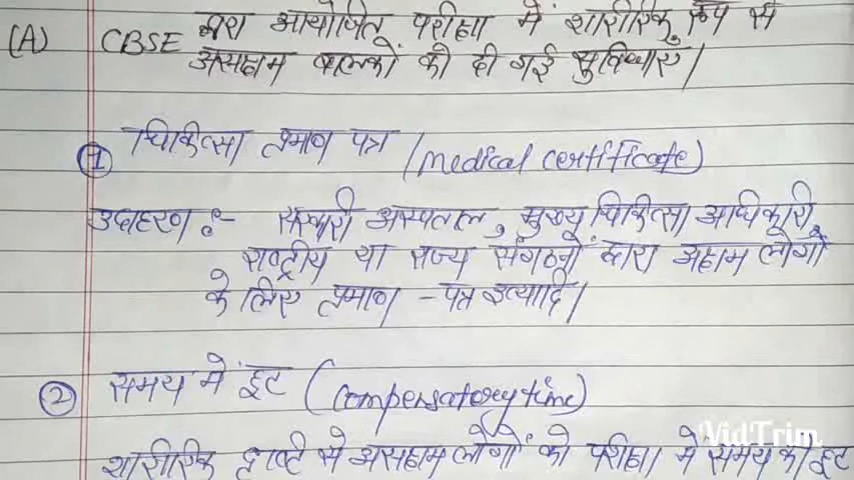 (A) CBSE द्वारा आयोजित परीक्षा में शारीरिक रूप से
असक्षम बालकों को दी गई सुविधाएँ।
① चिकित्सा प्रमाण पत्र (medical certificate)
उदाहरण :- सरकारी अस्पताल, मुख्य चिकित्सा अधिकारी,
राष्ट्रीय या राज्य संगठनों द्वारा अक्षम लोगों
के लिए प्रमाण-पत्र इत्यादि।
② समय में छूट (Compensatory time)
शारीरिक दृष्टि से असक्षम लोगों को परीक्षा में समय की छूट
VidTrim